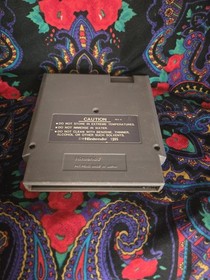 CAUTION
•DO NOT STORE IN EXTREME TEMPERATURES.
•DO NOT IMMERSE IN WATER.
•DO NOT CLEAN WITH BENZENE, THINNER,
ALCOHOL OR OTHER SUCH SOLVENTS.
Nintendo